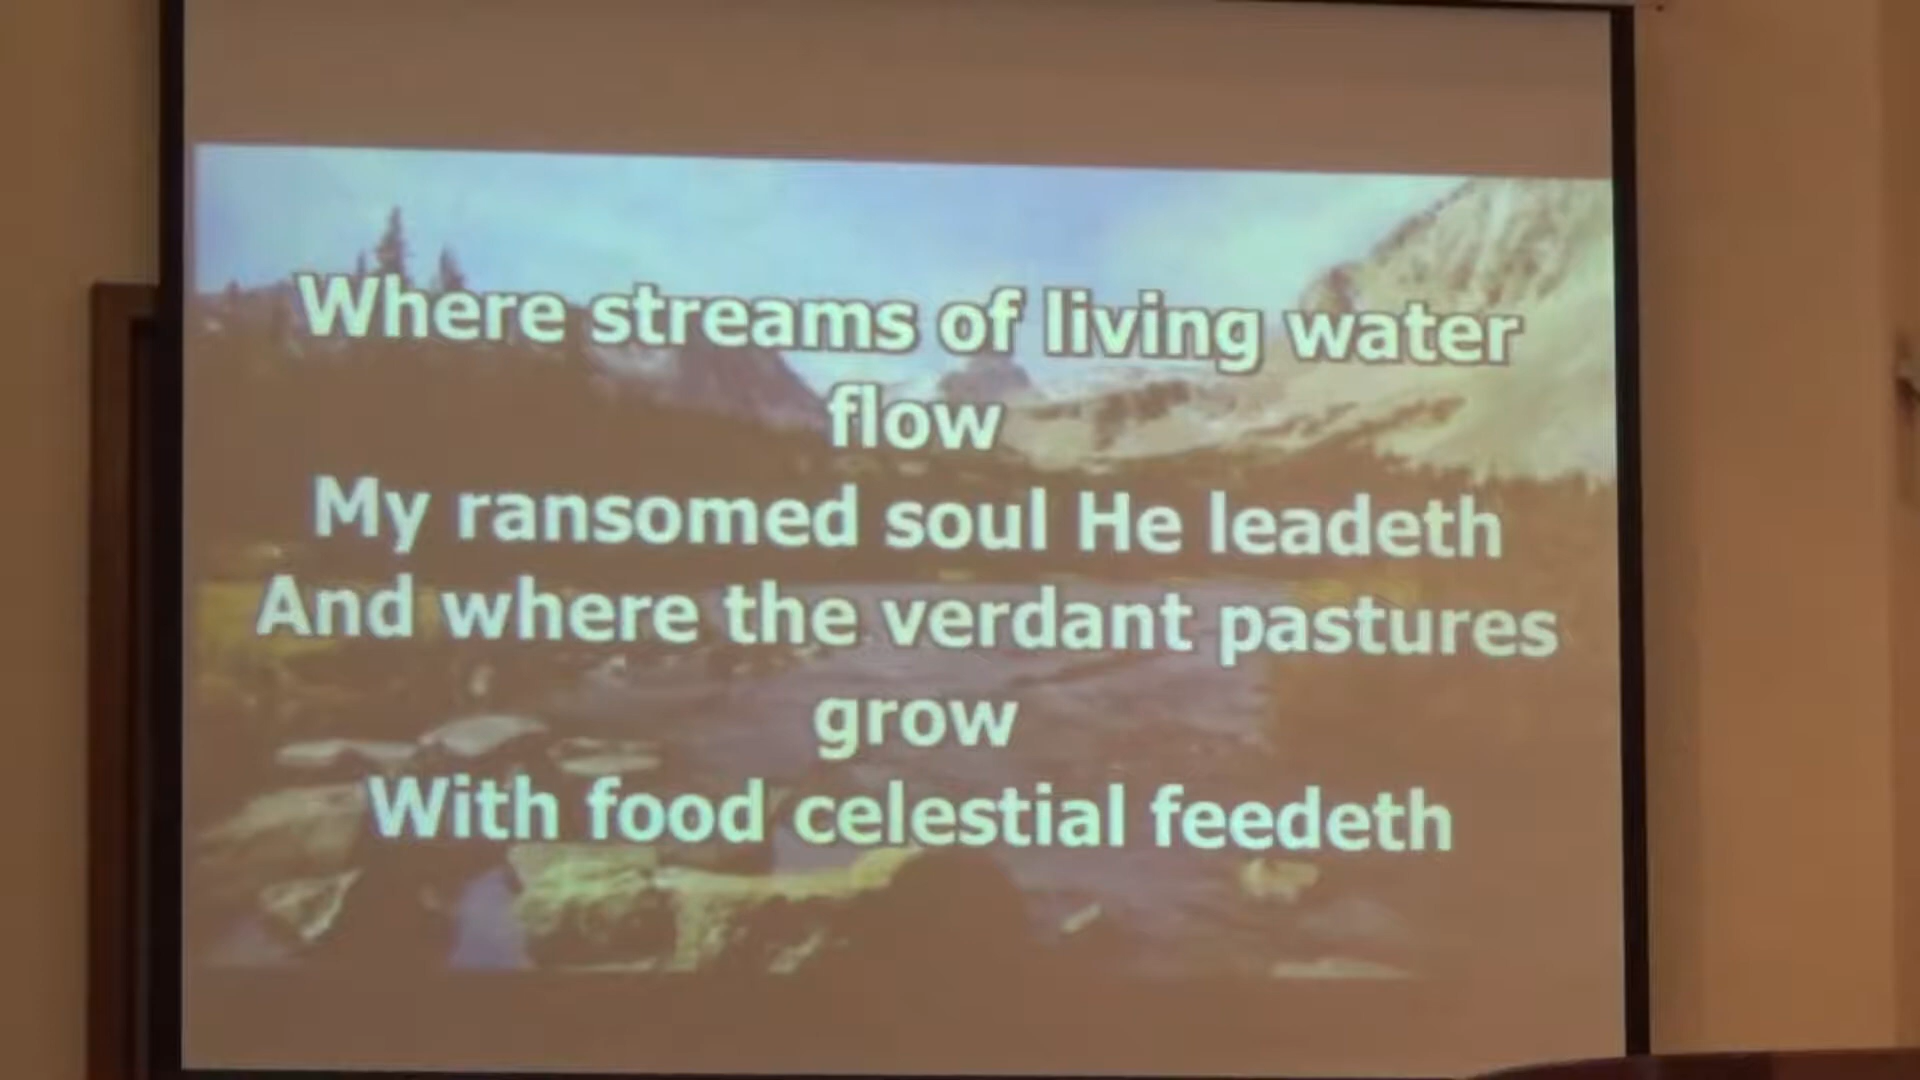 Where streams of living water
flow
My ransomed soul He leadeth
And where the verdant pastures
grow
With food celestial feedeth